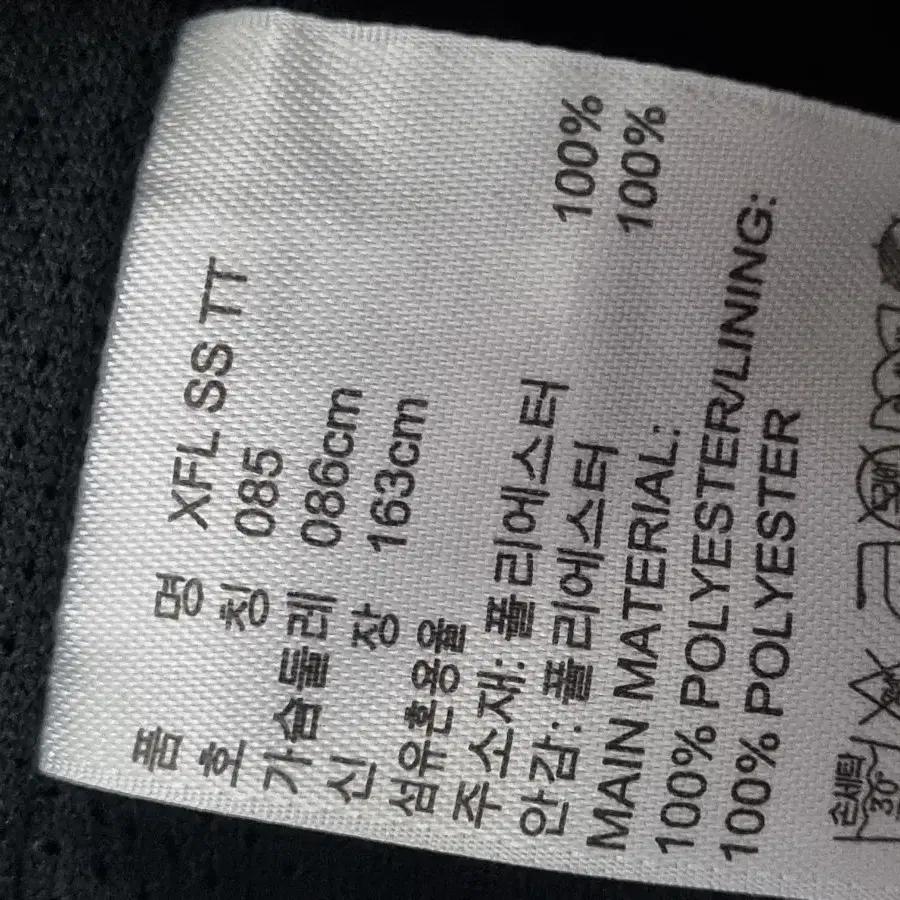 품 명 XFL SS TT
호 칭 085
가슴둘레 086cm
신 장 163cm
섬유혼용율
주소재: 폴리에스터 100%
안감: 폴리에스터 100%
MAIN MATERIAL:
100% POLYESTER/LINING:
100% POLYESTER
손세탁
30°